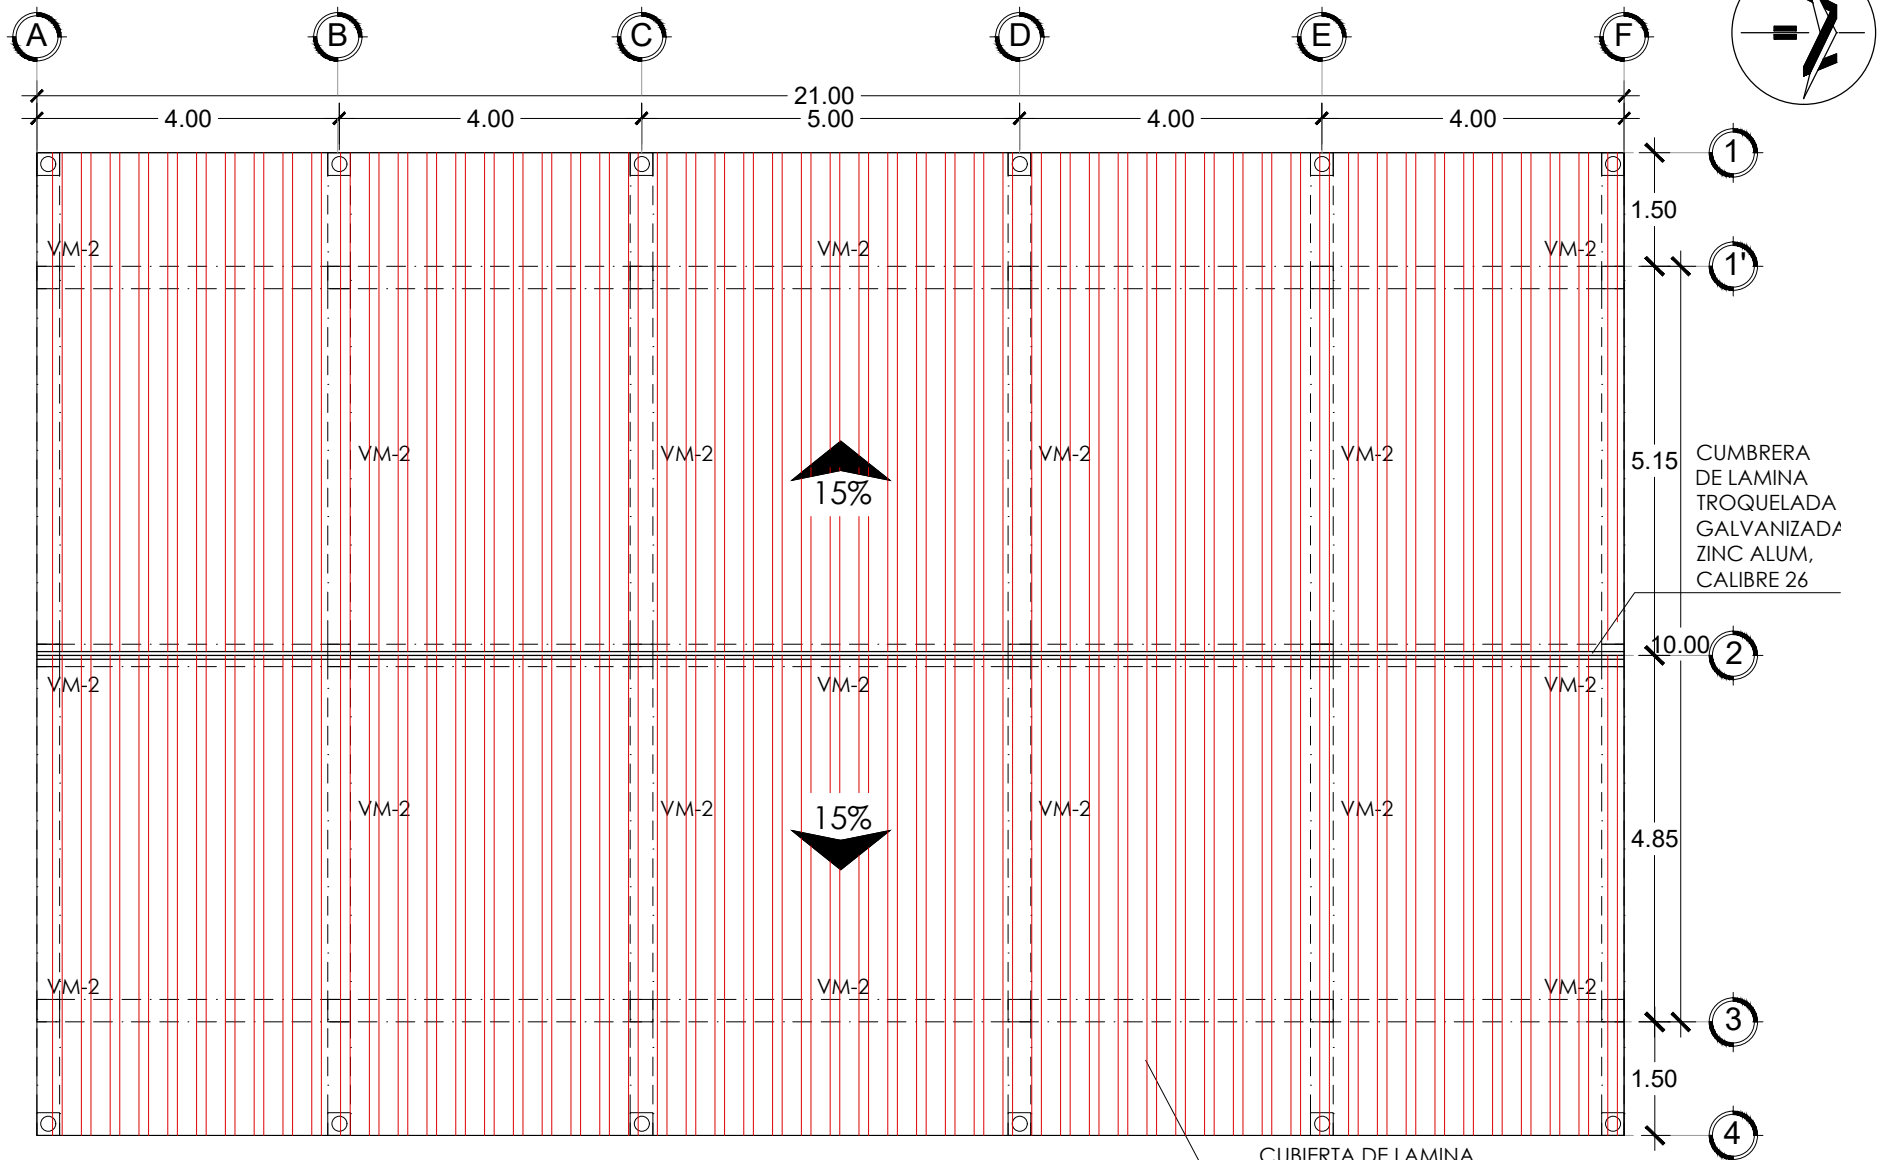 A B C D E F
21.00
4.00 4.00 5.00 4.00 4.00
1
1.50
VM-2 VM-2 VM-2
1'
VM-2 VM-2 VM-2 VM-2
5.15
15%
CUMBRERA
DE LAMINA
TROQUELADA
GALVANIZADA
ZINC ALUM,
CALIBRE 26
10.00
2
VM-2 VM-2 VM-2
VM-2 VM-2 VM-2 VM-2
15%
4.85
VM-2 VM-2 VM-2
3
1.50
4
CUBIERTA DE LAMINA